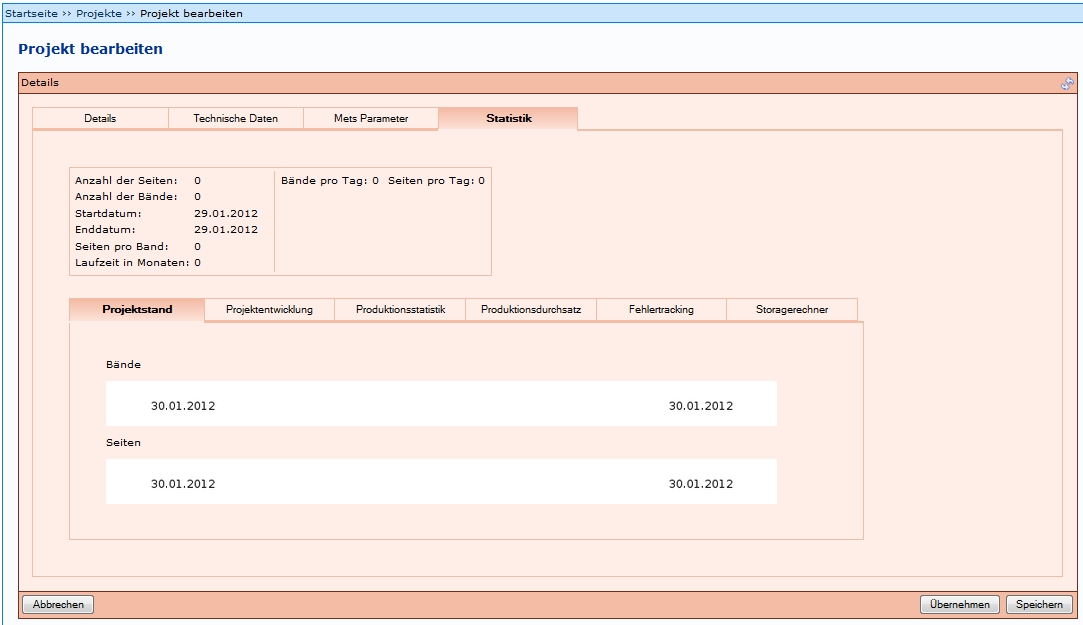 Startseite ›› Projekte ›› Projekt bearbeiten
Projekt bearbeiten
Details
Details Technische Daten Mets Parameter Statistik
Anzahl der Seiten: 0 Bände pro Tag: 0 Seiten pro Tag: 0
Anzahl der Bände: 0
Startdatum: 29.01.2012
Enddatum: 29.01.2012
Seiten pro Band: 0
Laufzeit in Monaten: 0
Projektstand Projektentwicklung Produktionsstatistik Produktionsdurchsatz Fehlertracking Storagerechner
Bände
30.01.2012 30.01.2012
Seiten
30.01.2012 30.01.2012
Abbrechen Übernehmen Speichern